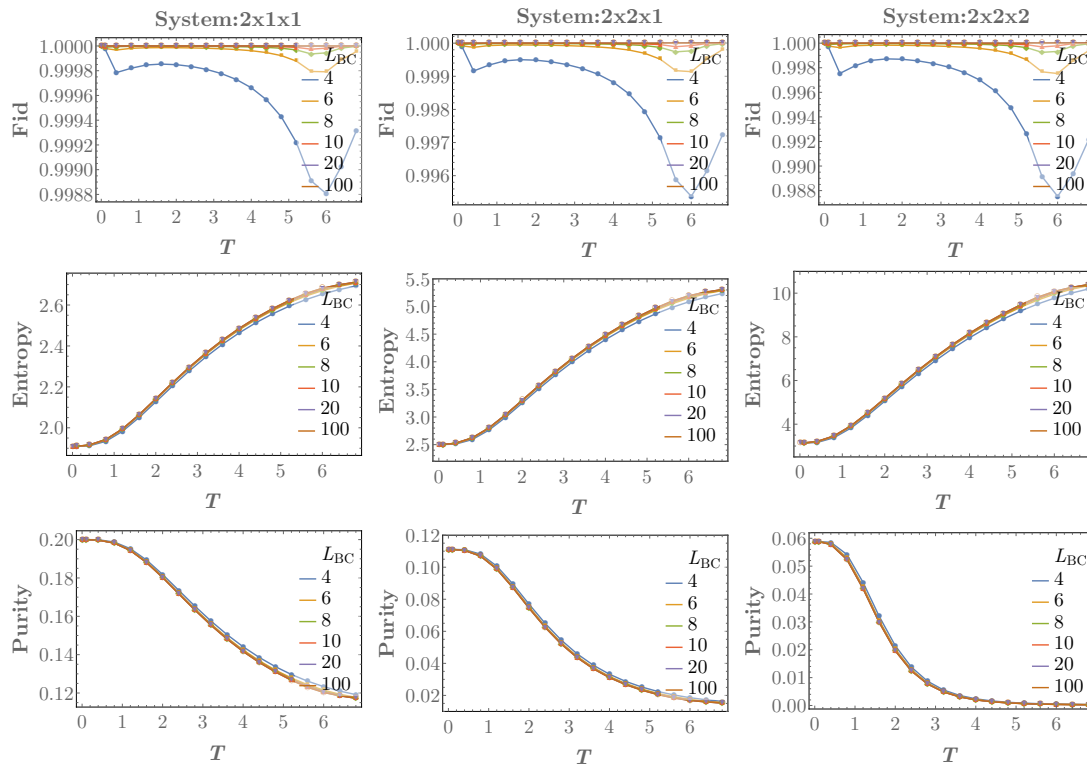 System:2x1x1
Fid
1.0000
0.9998
0.9996
0.9994
0.9992
0.9990
0.9988
L_BC
4
6
8
10
20
100
0 1 2 3 4 5 6
T
System:2x2x1
Fid
1.000
0.999
0.998
0.997
0.996
L_BC
4
6
8
10
20
100
0 1 2 3 4 5 6
T
System:2x2x2
Fid
1.000
0.998
0.996
0.994
0.992
0.990
0.988
L_BC
4
6
8
10
20
100
0 1 2 3 4 5 6
T
Entropy
2.6
2.4
2.2
2.0
L_BC
4
6
8
10
20
100
0 1 2 3 4 5 6
T
Entropy
5.5
5.0
4.5
4.0
3.5
3.0
2.5
L_BC
4
6
8
10
20
100
0 1 2 3 4 5 6
T
Entropy
10
8
6
4
L_BC
4
6
8
10
20
100
0 1 2 3 4 5 6
T
Purity
0.20
0.18
0.16
0.14
0.12
L_BC
4
6
8
10
20
100
0 1 2 3 4 5 6
T
Purity
0.12
0.10
0.08
0.06
0.04
0.02
L_BC
4
6
8
10
20
100
0 1 2 3 4 5 6
T
Purity
0.06
0.05
0.04
0.03
0.02
0.01
0.00
L_BC
4
6
8
10
20
100
0 1 2 3 4 5 6
T